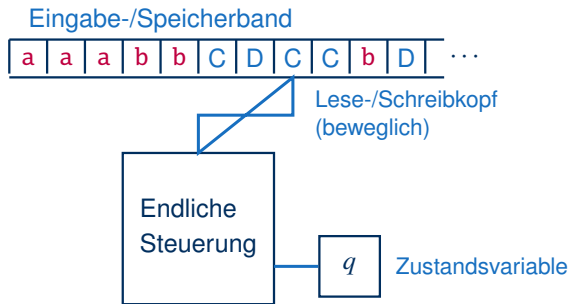 Eingabe-/Speicherband
a a a b b C D C C b D ···
Lese-/Schreibkopf
(beweglich)
Endliche
Steuerung
q
Zustandsvariable